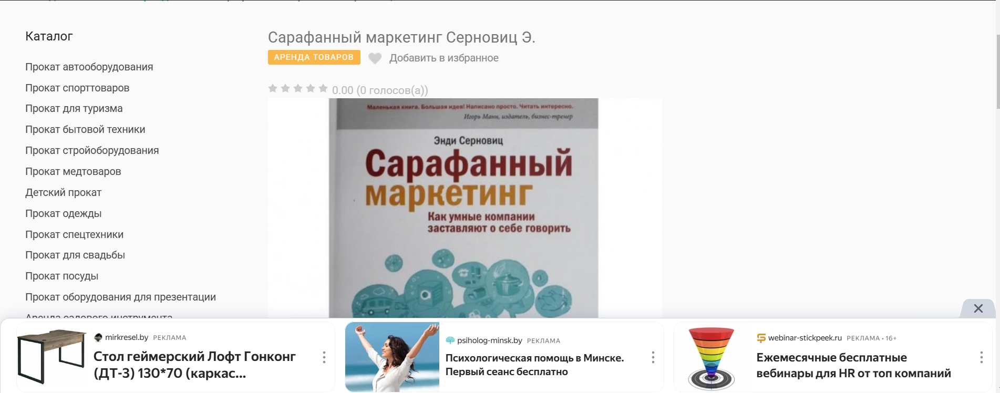 Каталог
Прокат автооборудования
Прокат спорттоваров
Прокат для туризма
Прокат бытовой техники
Прокат стройоборудования
Прокат медтоваров
Детский прокат
Прокат одежды
Прокат спецтехники
Прокат для свадьбы
Прокат посуды
Прокат оборудования для презентации
Аренда садового инструмента
Сарафанный маркетинг Серновиц Э.
АРЕНДА ТОВАРОВ
Добавить в избранное
0.00 (0 голосов(а))
Маленькая книга. Большая идея! Написано просто. Читать интересно.
Игорь Манн, издатель, бизнес-тренер
Энди Серновиц
Сарафанный
маркетинг
Как умные компании
заставляют о себе говорить
mirkresel.by РЕКЛАМА
Стол геймерский Лофт Гонконг
(ДТ-3) 130*70 (каркас...
psiholog-minsk.by РЕКЛАМА
Психологическая помощь в Минске.
Первый сеанс бесплатно
webinar-stickpeek.ru РЕКЛАМА • 16+
Ежемесячные бесплатные
вебинары для HR от топ компаний